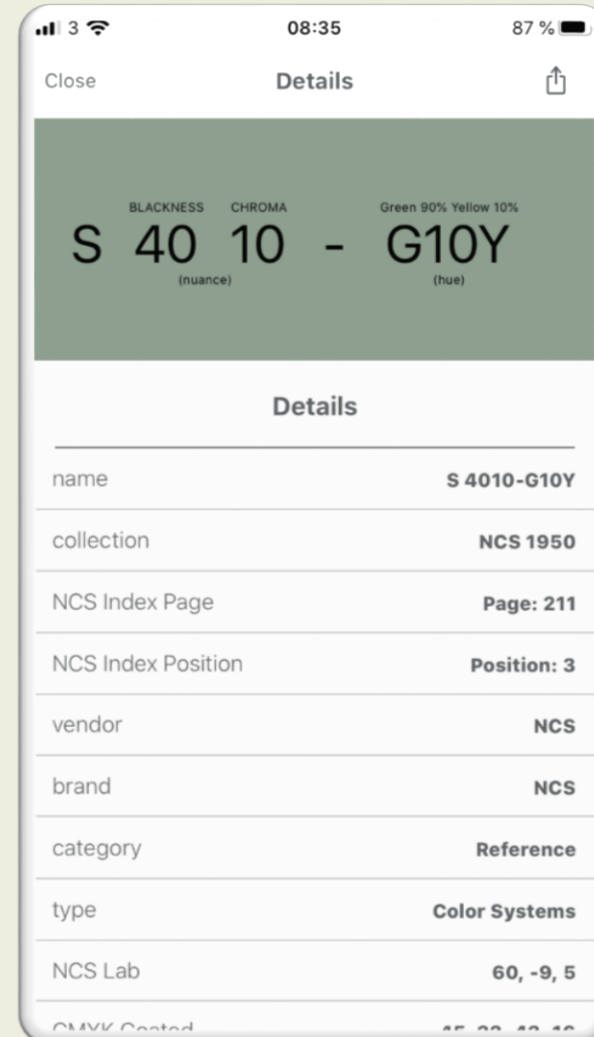 3 08:35 87 %
Close Details
BLACKNESS CHROMA Green 90% Yellow 10%
S 40 10 - G10Y
(nuance) (hue)
Details
name S 4010-G10Y
collection NCS 1950
NCS Index Page Page: 211
NCS Index Position Position: 3
vendor NCS
brand NCS
category Reference
type Color Systems
NCS Lab 60, -9, 5
CMYK Coated